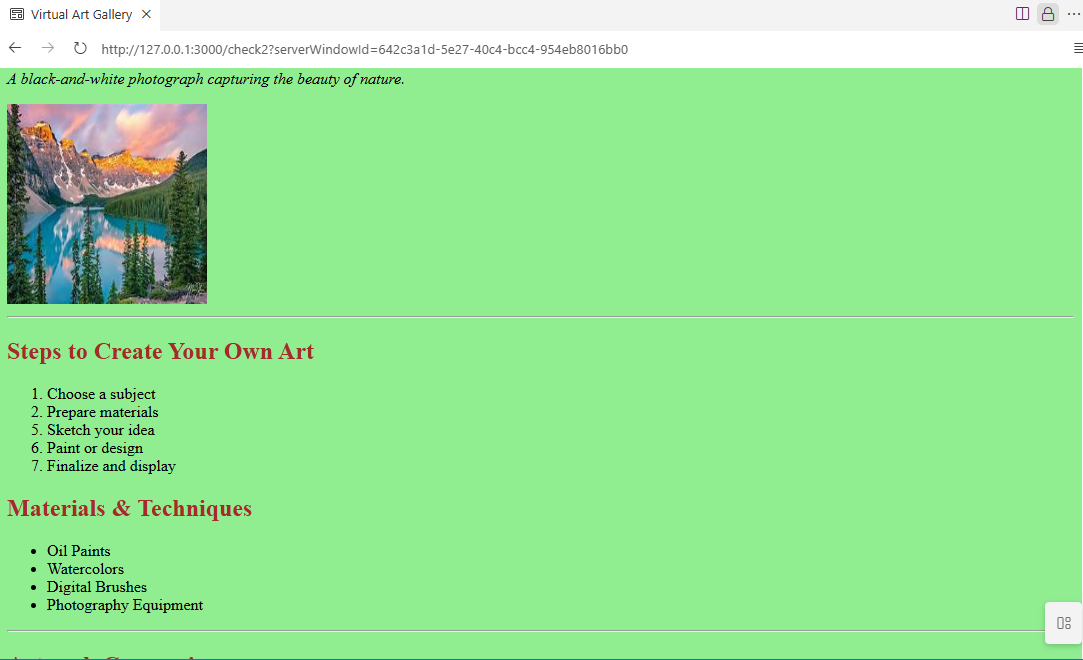 Virtual Art Gallery
http://127.0.0.1:3000/check2?serverWindowId=642c3a1d-5e27-40c4-bcc4-954eb8016bb0
A black-and-white photograph capturing the beauty of nature.
Steps to Create Your Own Art
1. Choose a subject
2. Prepare materials
5. Sketch your idea
6. Paint or design
7. Finalize and display
Materials & Techniques
• Oil Paints
• Watercolors
• Digital Brushes
• Photography Equipment